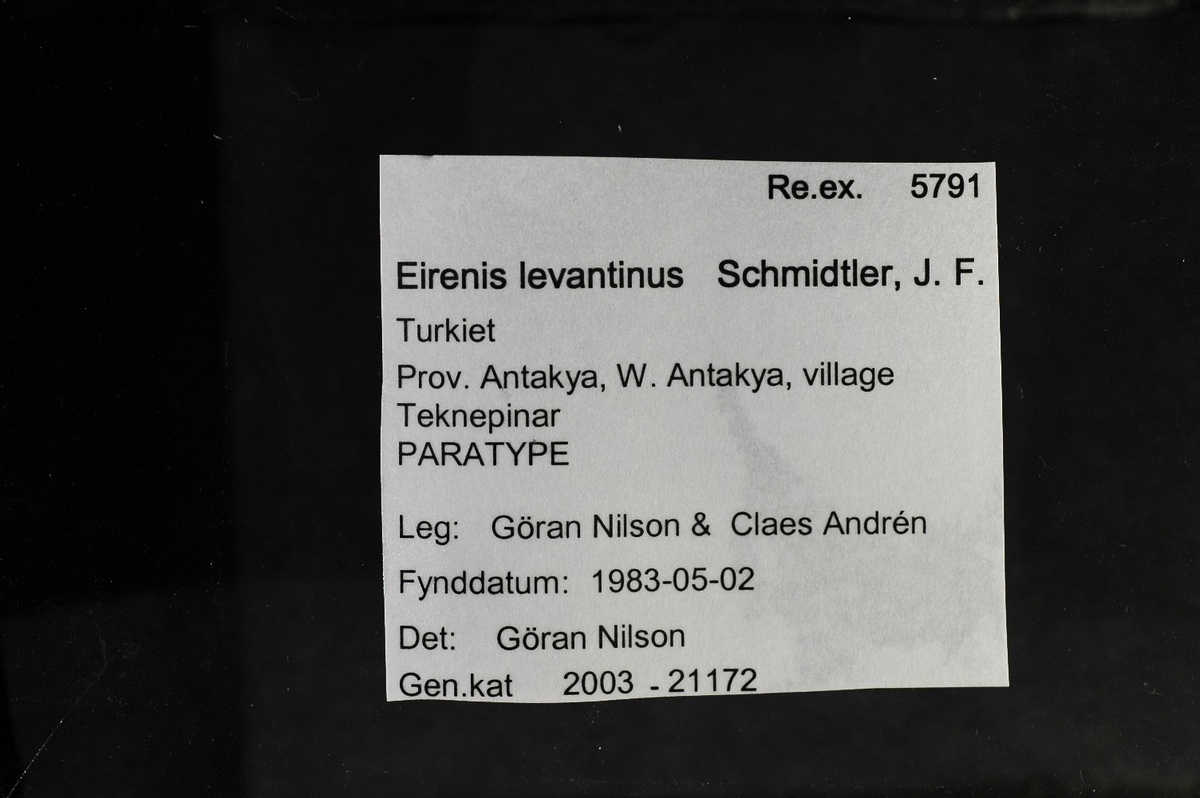 Re.ex. 5791
Eirenis levantinus Schmidtler, J. F.
Turkiet
Prov. Antakya, W. Antakya, village
Teknepinar
PARATYPE
Leg: Göran Nilson & Claes Andrén
Fynddatum: 1983-05-02
Det: Göran Nilson
Gen.kat 2003 - 21172